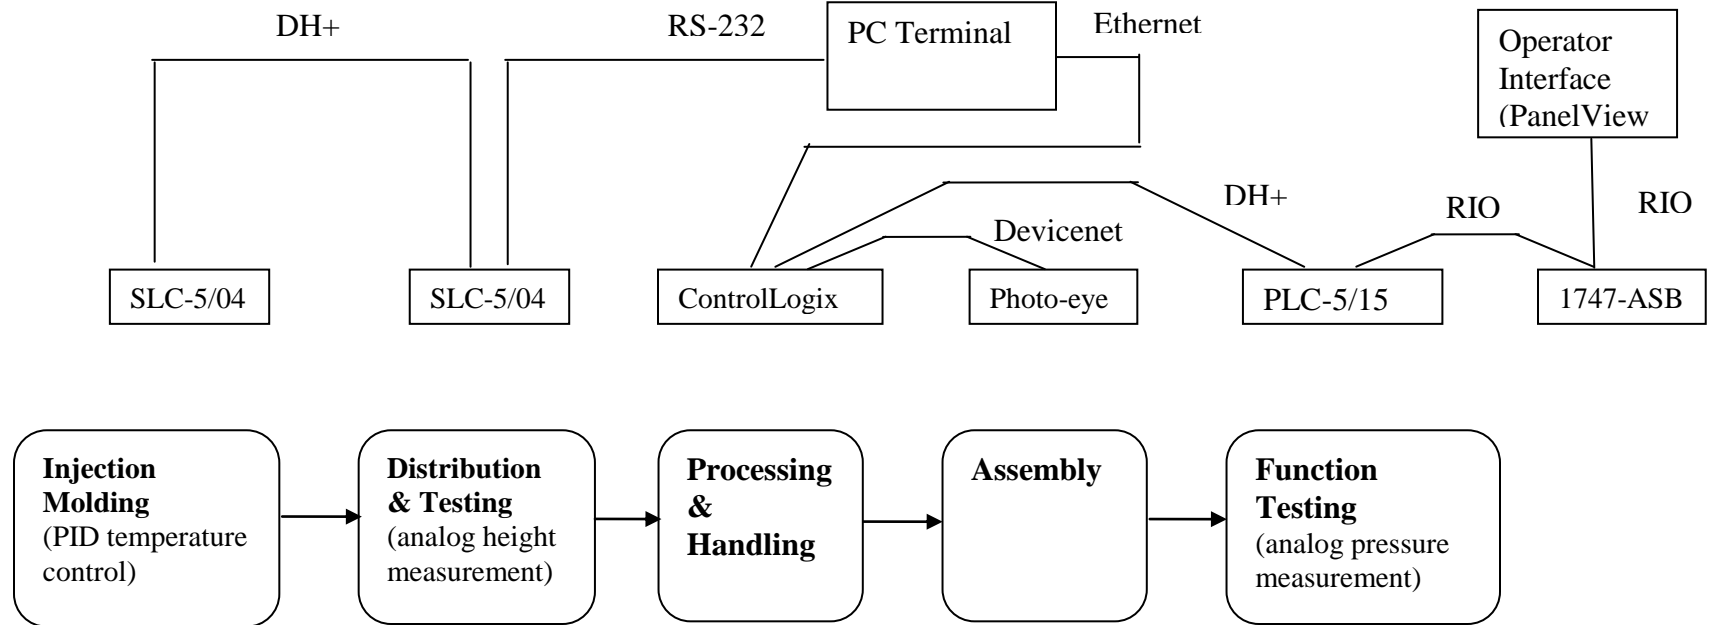 DH+
RS-232
PC Terminal
Ethernet
Operator
Interface
(PanelView
DH+
RIO
RIO
Devicenet
SLC-5/04
SLC-5/04
ControlLogix
Photo-eye
PLC-5/15
1747-ASB
Injection
Molding
(PID temperature
control)
Distribution
& Testing
(analog height
measurement)
Processing
&
Handling
Assembly
Function
Testing
(analog pressure
measurement)